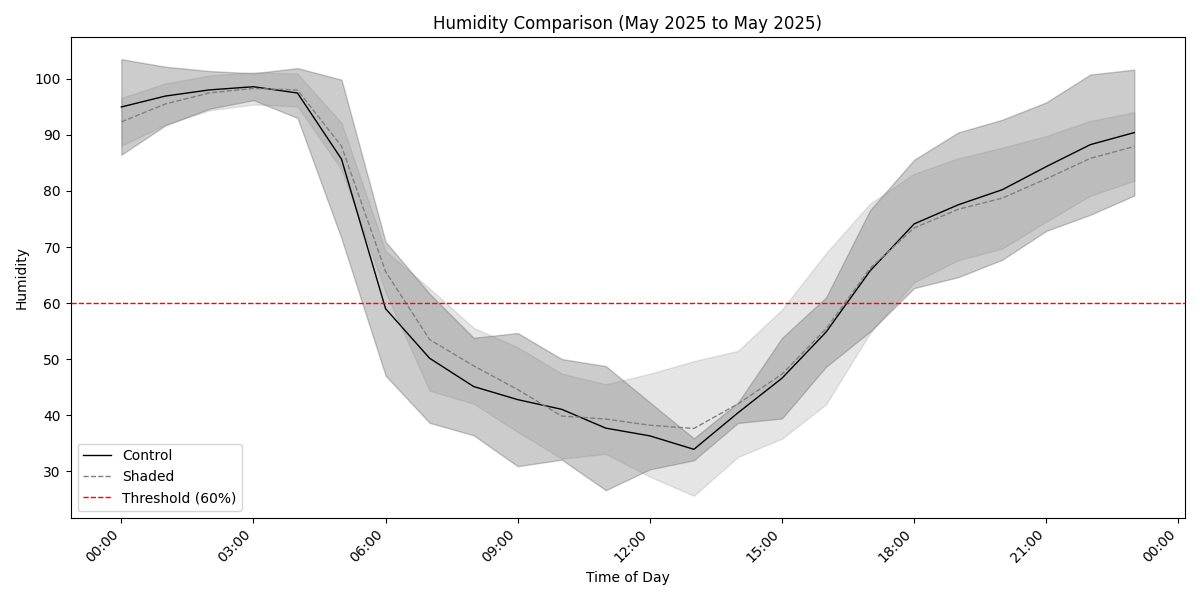 Humidity Comparison (May 2025 to May 2025)
100
90
80
70
60
50
40
30
Humidity
Control
Shaded
Threshold (60%)
00:00
03:00
06:00
09:00
12:00
15:00
18:00
21:00
00:00
Time of Day